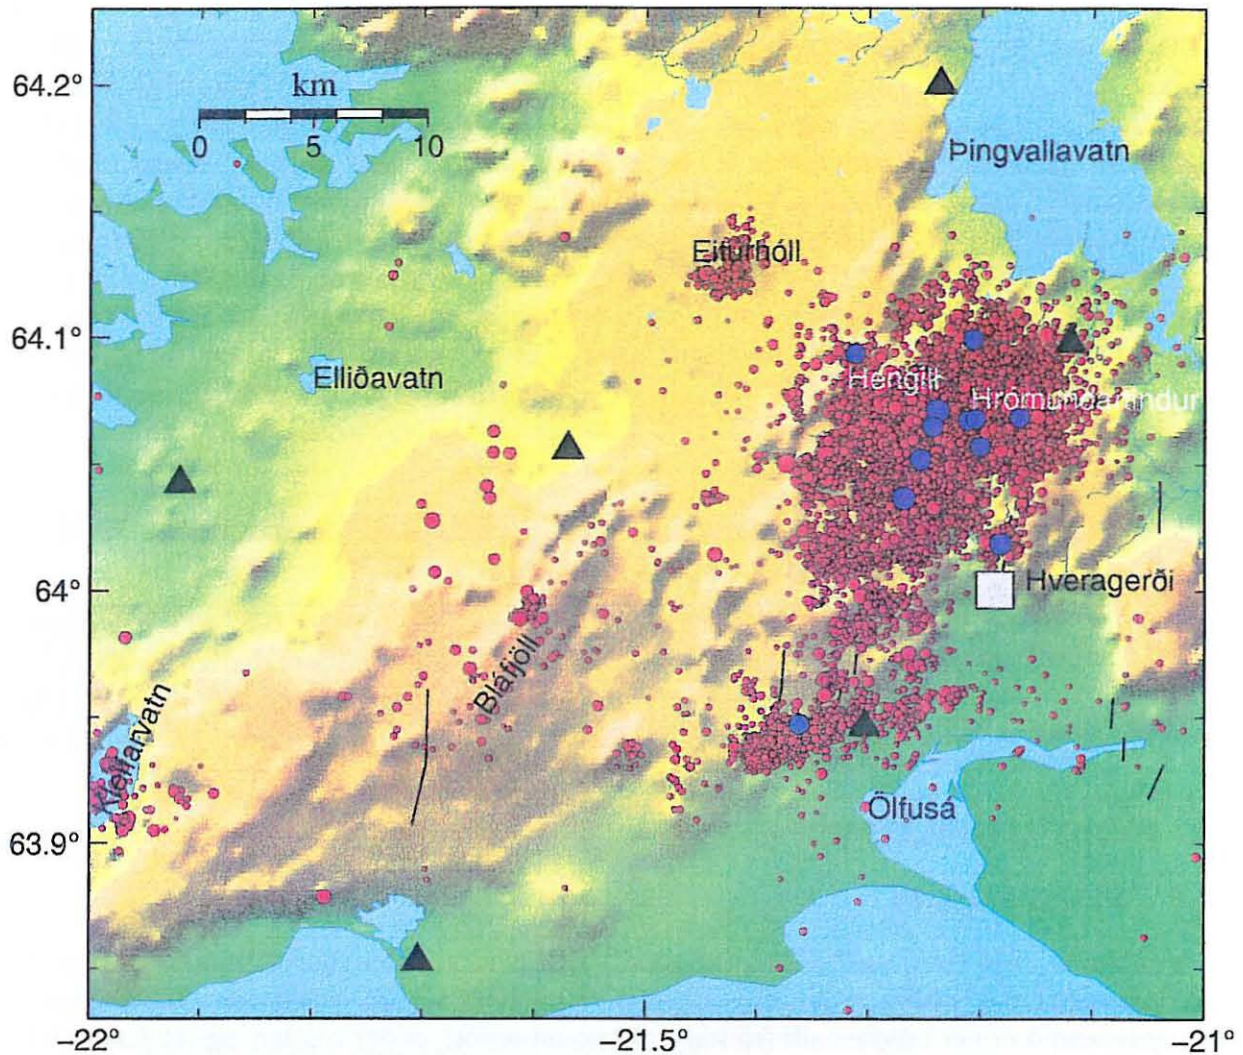 64.2°
km
0 5 10
Þingvallavatn
Eiturhóll
64.1°
Elliðavatn
Hengill
Hrómundartindur
64°
Hveragerði
Bláfjöll
Kleifarvatn
Ölfusá
63.9°
−22° −21.5° −21°